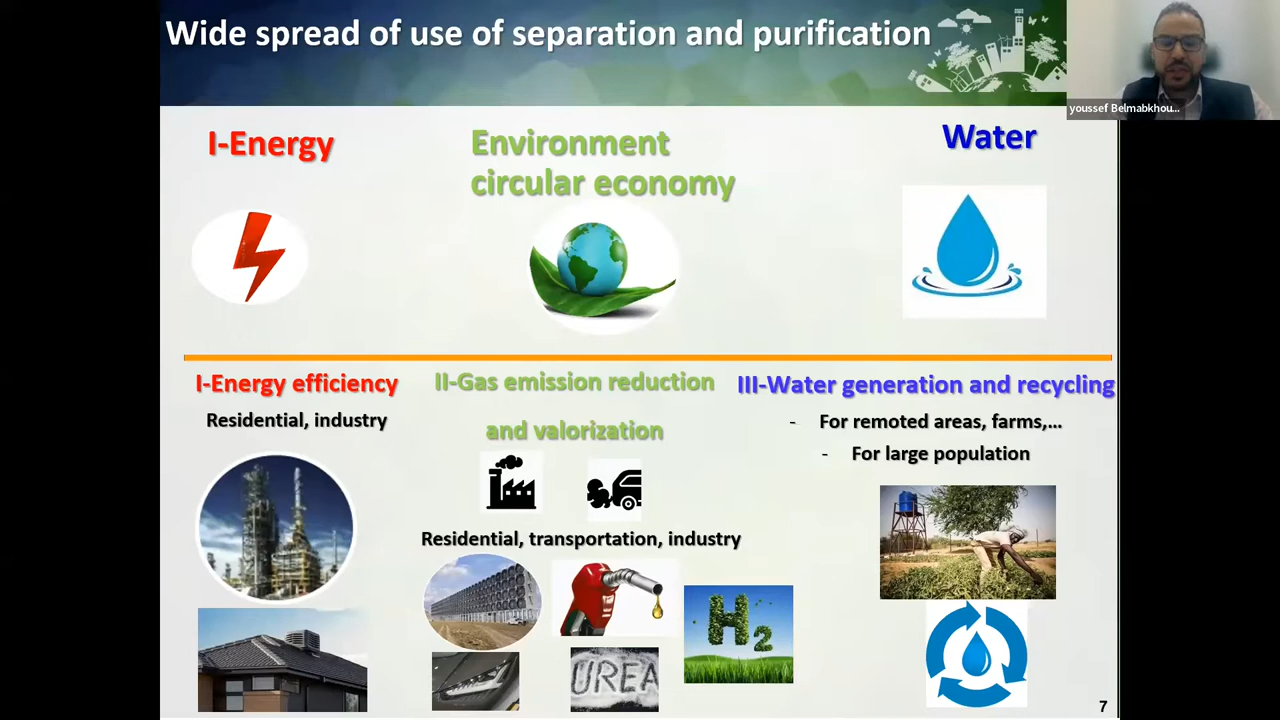 Wide spread of use of separation and purification
youssef Belmabkhou...
I-Energy
Environment
circular economy
Water
I-Energy efficiency
Residential, industry
II-Gas emission reduction
and valorization
Residential, transportation, industry
H2
UREA
III-Water generation and recycling
- For remoted areas, farms,...
- For large population
7